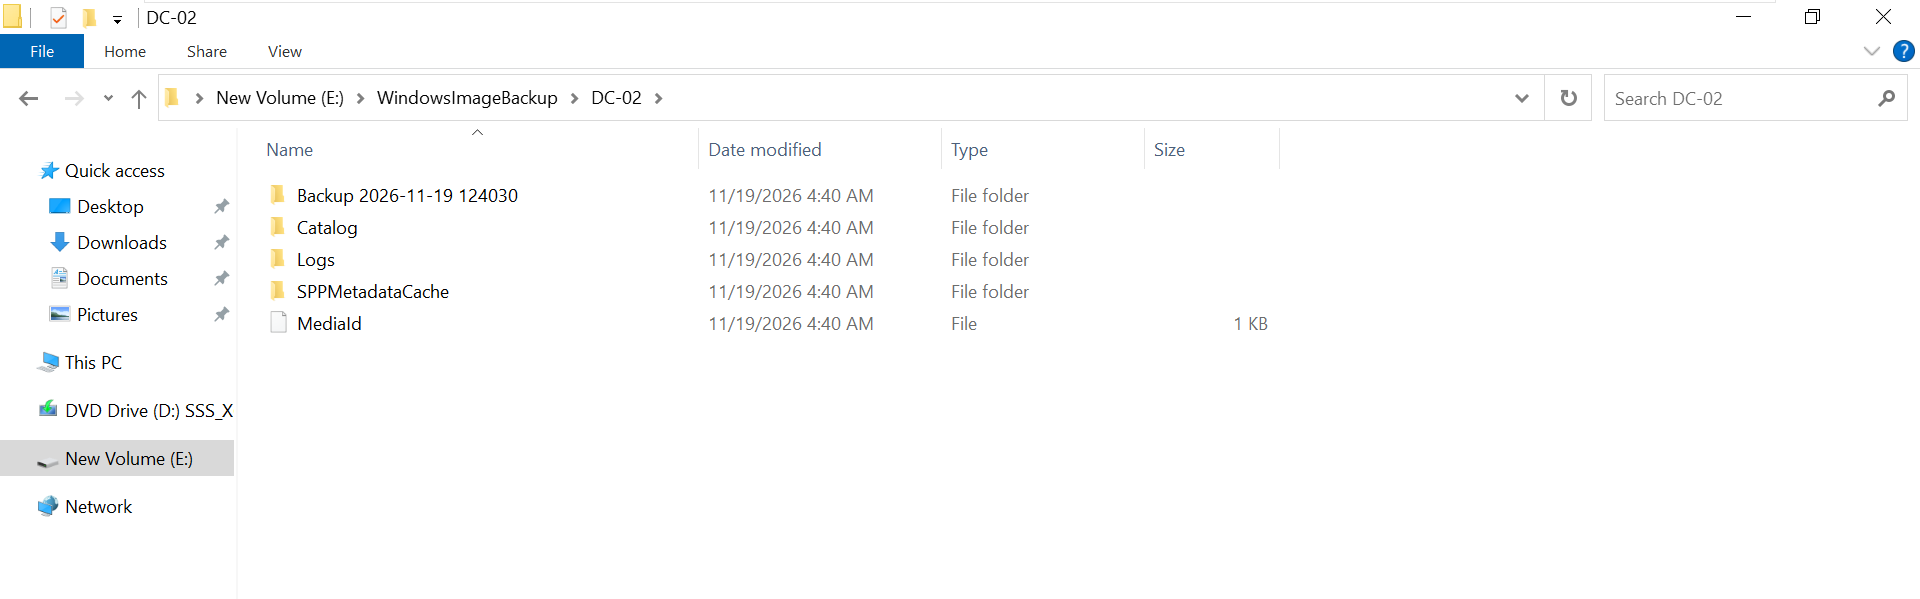 DC-02
File Home Share View
New Volume (E:) WindowsImageBackup DC-02 Search DC-02
Name Date modified Type Size
Quick access
Desktop
Downloads
Documents
Pictures
This PC
DVD Drive (D:) SSS_X
New Volume (E:)
Network
Backup 2026-11-19 124030 11/19/2026 4:40 AM File folder
Catalog 11/19/2026 4:40 AM File folder
Logs 11/19/2026 4:40 AM File folder
SPPMetadataCache 11/19/2026 4:40 AM File folder
MediaId 11/19/2026 4:40 AM File 1 KB